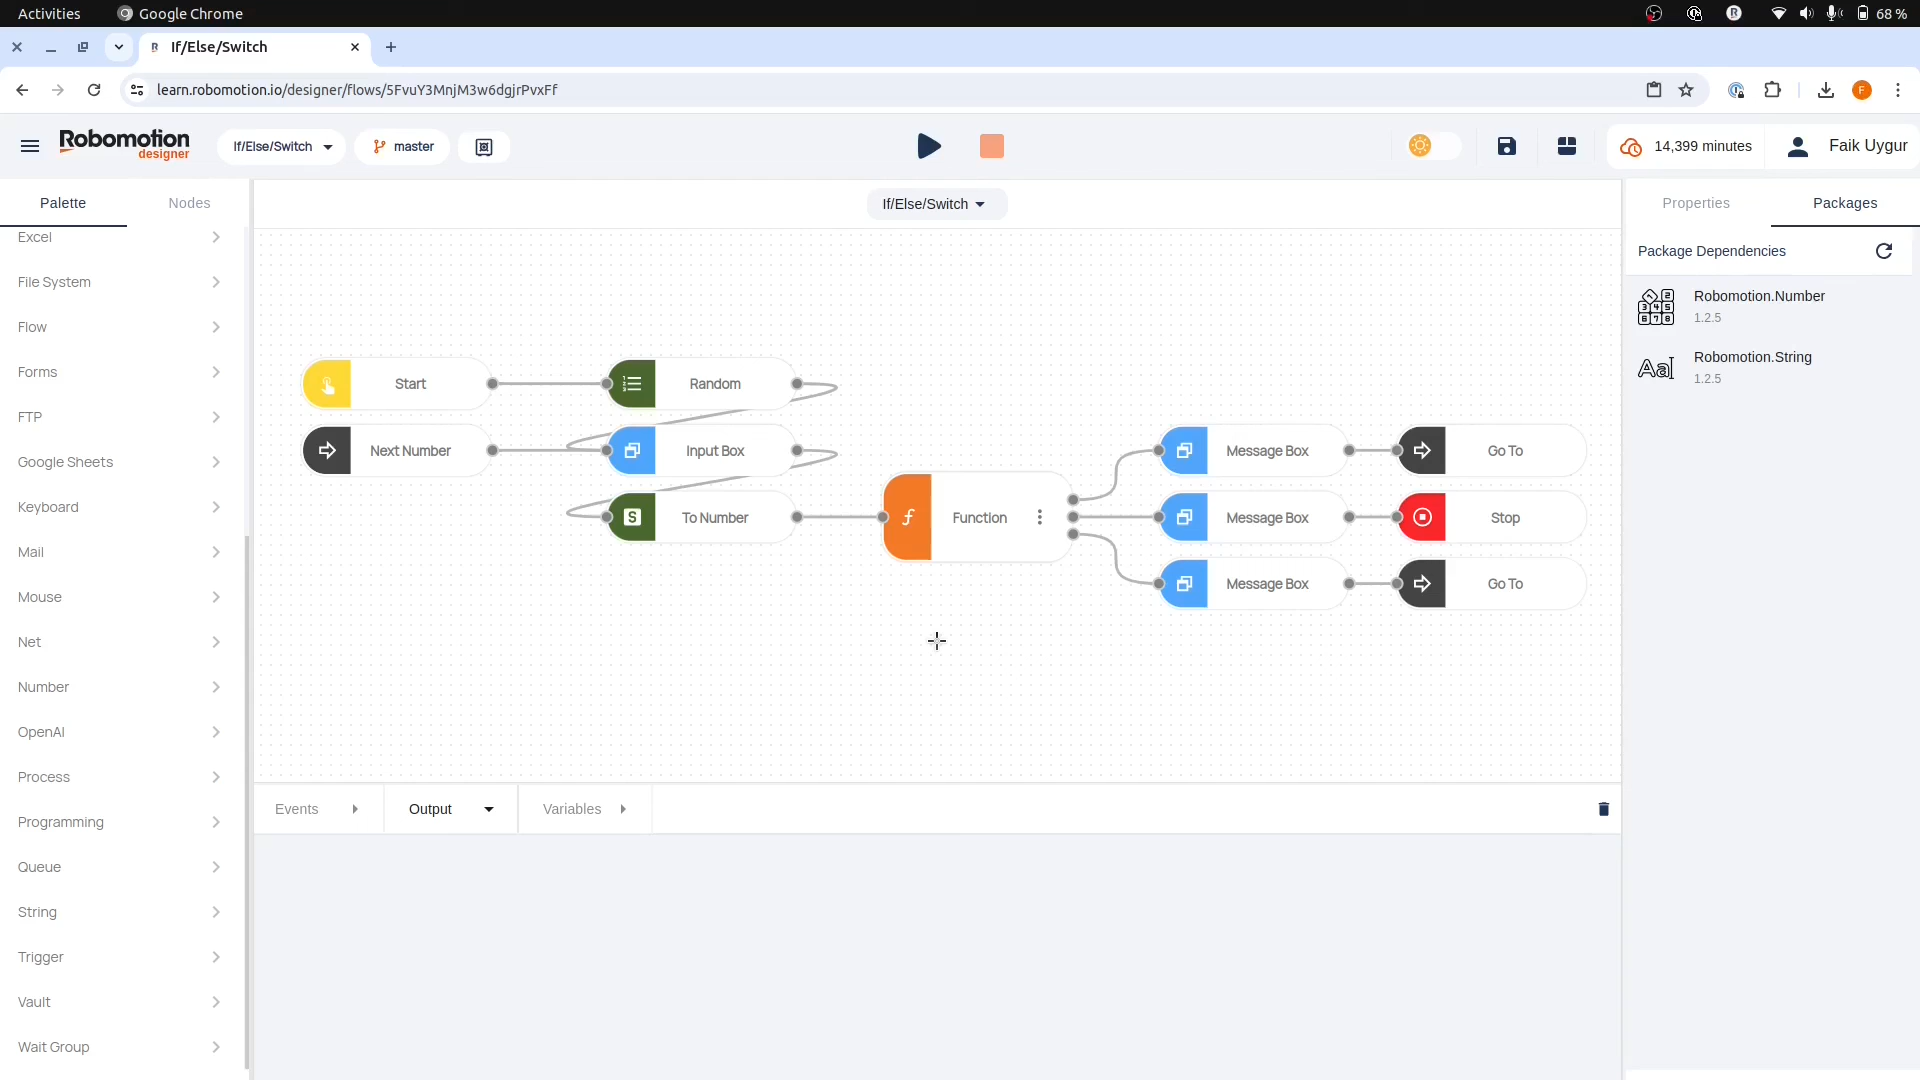 Activities
Google Chrome
68 %
If/Else/Switch
learn.robomotion.io/designer/flows/5FvuY3MnjM3w6dgjrPvxFf
F
Robomotion
designer
If/Else/Switch
master
14,399 minutes
Faik Uygur
Palette
Nodes
If/Else/Switch
Properties
Packages
Excel
File System
Flow
Forms
FTP
Google Sheets
Keyboard
Mail
Mouse
Net
Number
OpenAI
Process
Programming
Queue
String
Trigger
Vault
Wait Group
Start
Random
Next Number
Input Box
To Number
Function
Message Box
Go To
Message Box
Stop
Message Box
Go To
Events
Output
Variables
Package Dependencies
Robomotion.Number
1.2.5
Robomotion.String
1.2.5